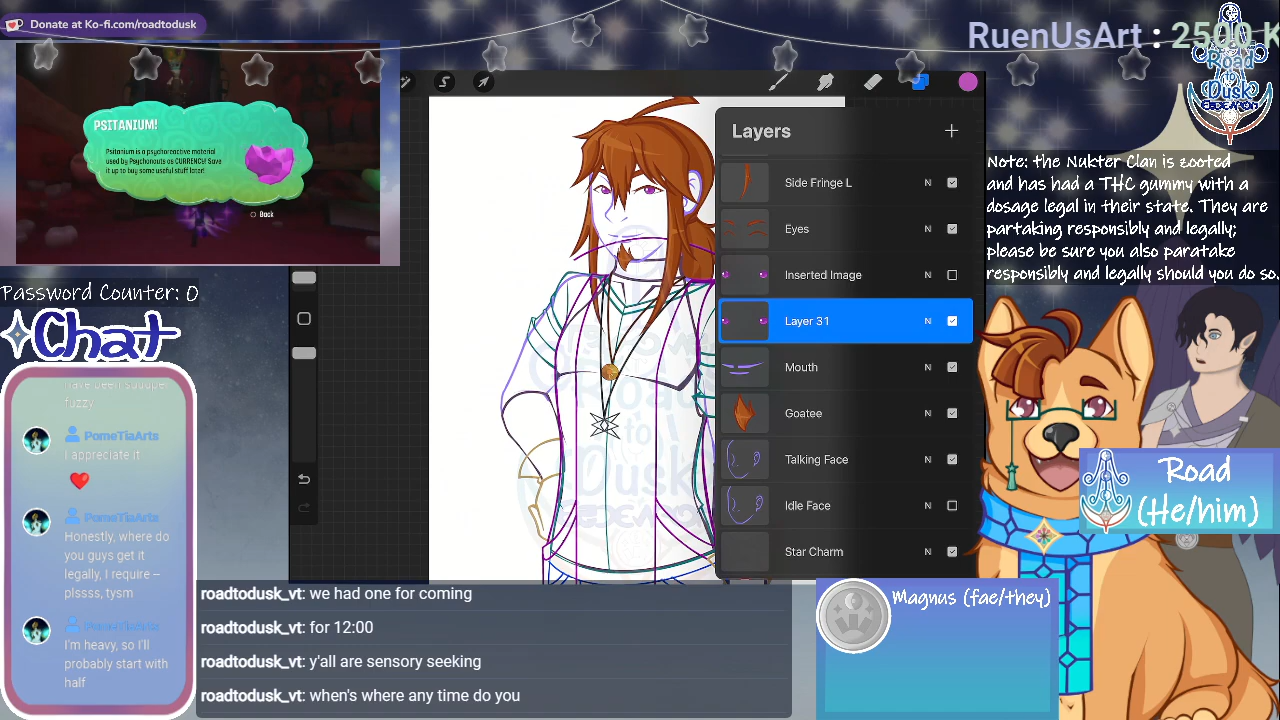 Donate at Ko-fi.com/roadtodusk
RuenUsArt : 2500 K
Road
to
Dusk
PSITANIUM!
Psitanium is a psychoreactive material
used by Psychonauts as CURRENCY! Save
it up to buy some useful stuff later!
Back
Layers
Side Fringe L
N
Eyes
N
Inserted Image
N
Layer 31
N
Mouth
N
Goatee
N
Talking Face
N
Idle Face
N
Star Charm
N
Note: the Nukter Clan is zooted
and has had a THC gummy with a
dosage legal in their state. They are
partaking responsibly and legally;
please be sure you also paratake
responsibly and legally should you do so.
Password Counter: 0
Chat
fuzzy
PomeTiaArts
I appreciate it
PomeTiaArts
Honestly, where do
you guys get it
legally, I require –
plssss, tysm
PomeTiaArts
I'm heavy, so I'll
probably start with
half
to
Dusk
Road
(He/him)
Magnus (fae/they)
roadtodusk_vt: we had one for coming
roadtodusk_vt: for 12:00
roadtodusk_vt: y'all are sensory seeking
roadtodusk_vt: when's where any time do you